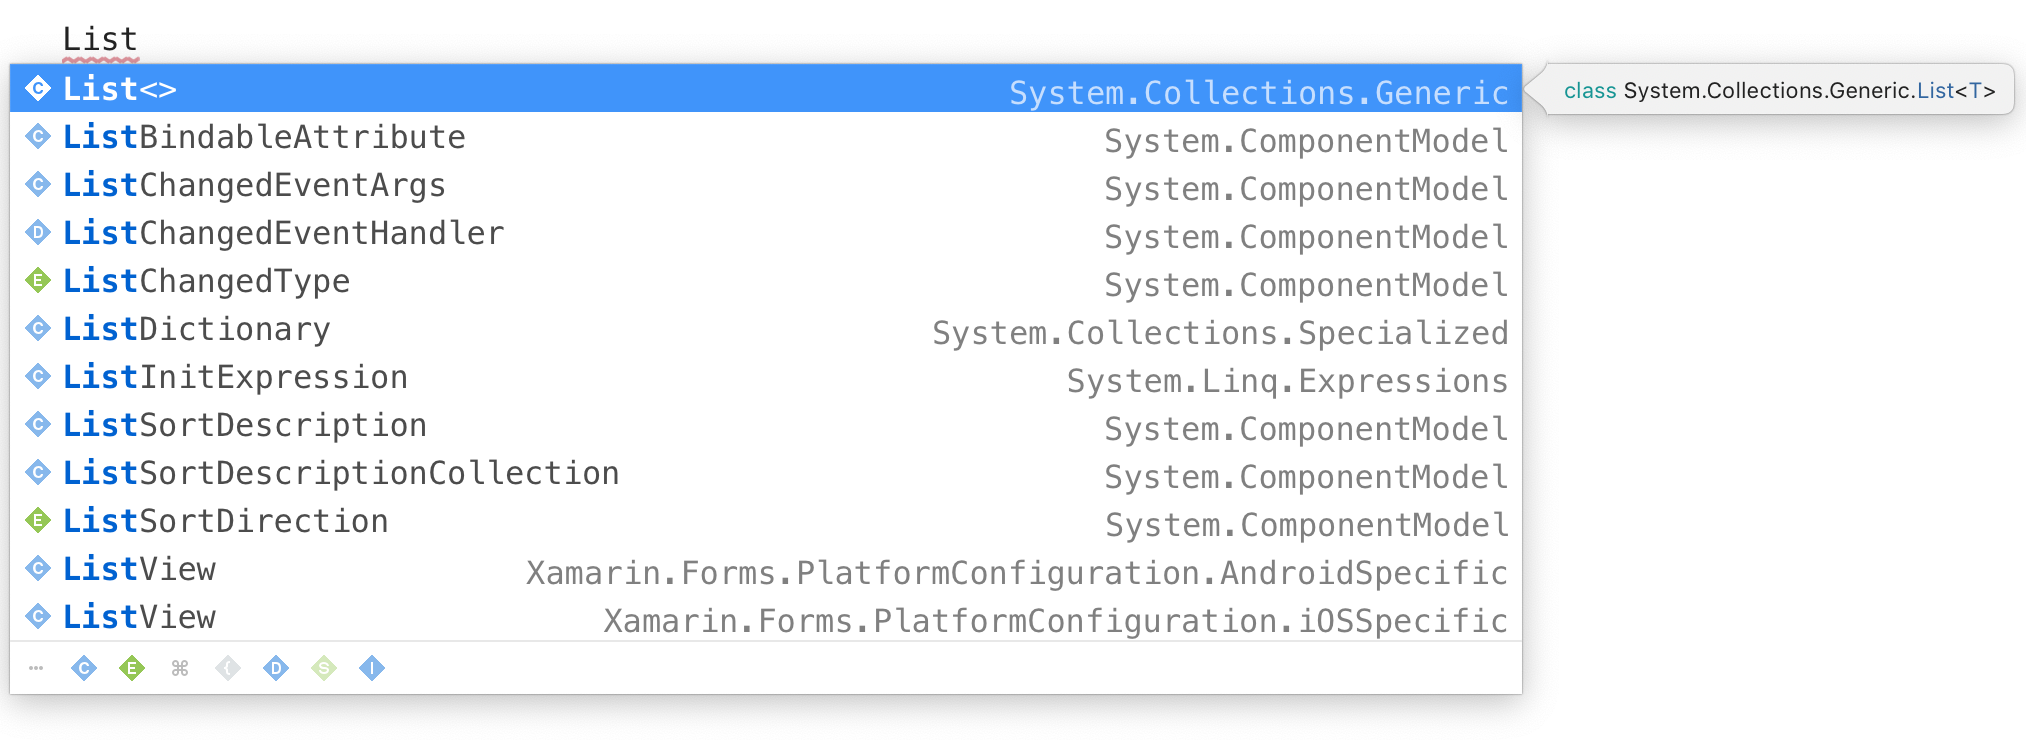 List
C List<> System.Collections.Generic class System.Collections.Generic.List<T>
C ListBindableAttribute System.ComponentModel
C ListChangedEventArgs System.ComponentModel
D ListChangedEventHandler System.ComponentModel
E ListChangedType System.ComponentModel
C ListDictionary System.Collections.Specialized
C ListInitExpression System.Linq.Expressions
C ListSortDescription System.ComponentModel
C ListSortDescriptionCollection System.ComponentModel
E ListSortDirection System.ComponentModel
C ListView Xamarin.Forms.PlatformConfiguration.AndroidSpecific
C ListView Xamarin.Forms.PlatformConfiguration.iOSSpecific
... C E ⌘ { D S I